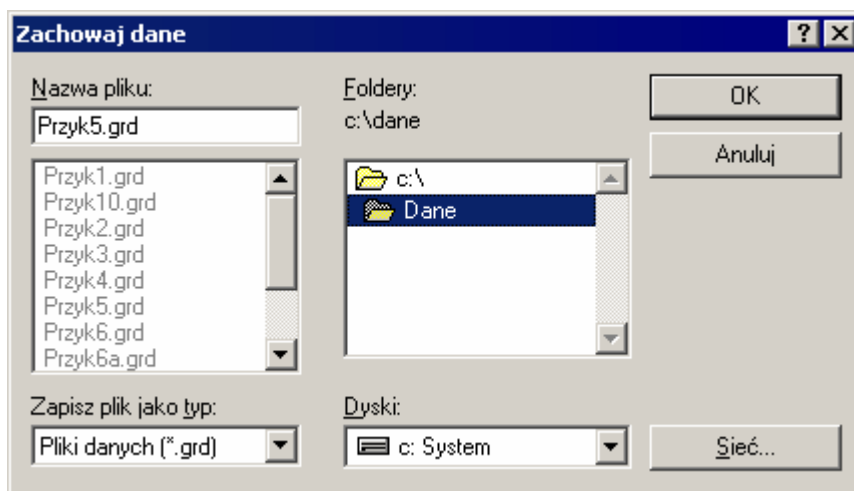 Zachowaj dane
Nazwa pliku:
Przyk5.grd
Przyk1.grd
Przyk10.grd
Przyk2.grd
Przyk3.grd
Przyk4.grd
Przyk5.grd
Przyk6.grd
Przyk6a.grd
Zapisz plik jako typ:
Pliki danych (*.grd)
Foldery:
c:\dane
c:\
Dane
Dyski:
c: System
OK
Anuluj
Sieć...